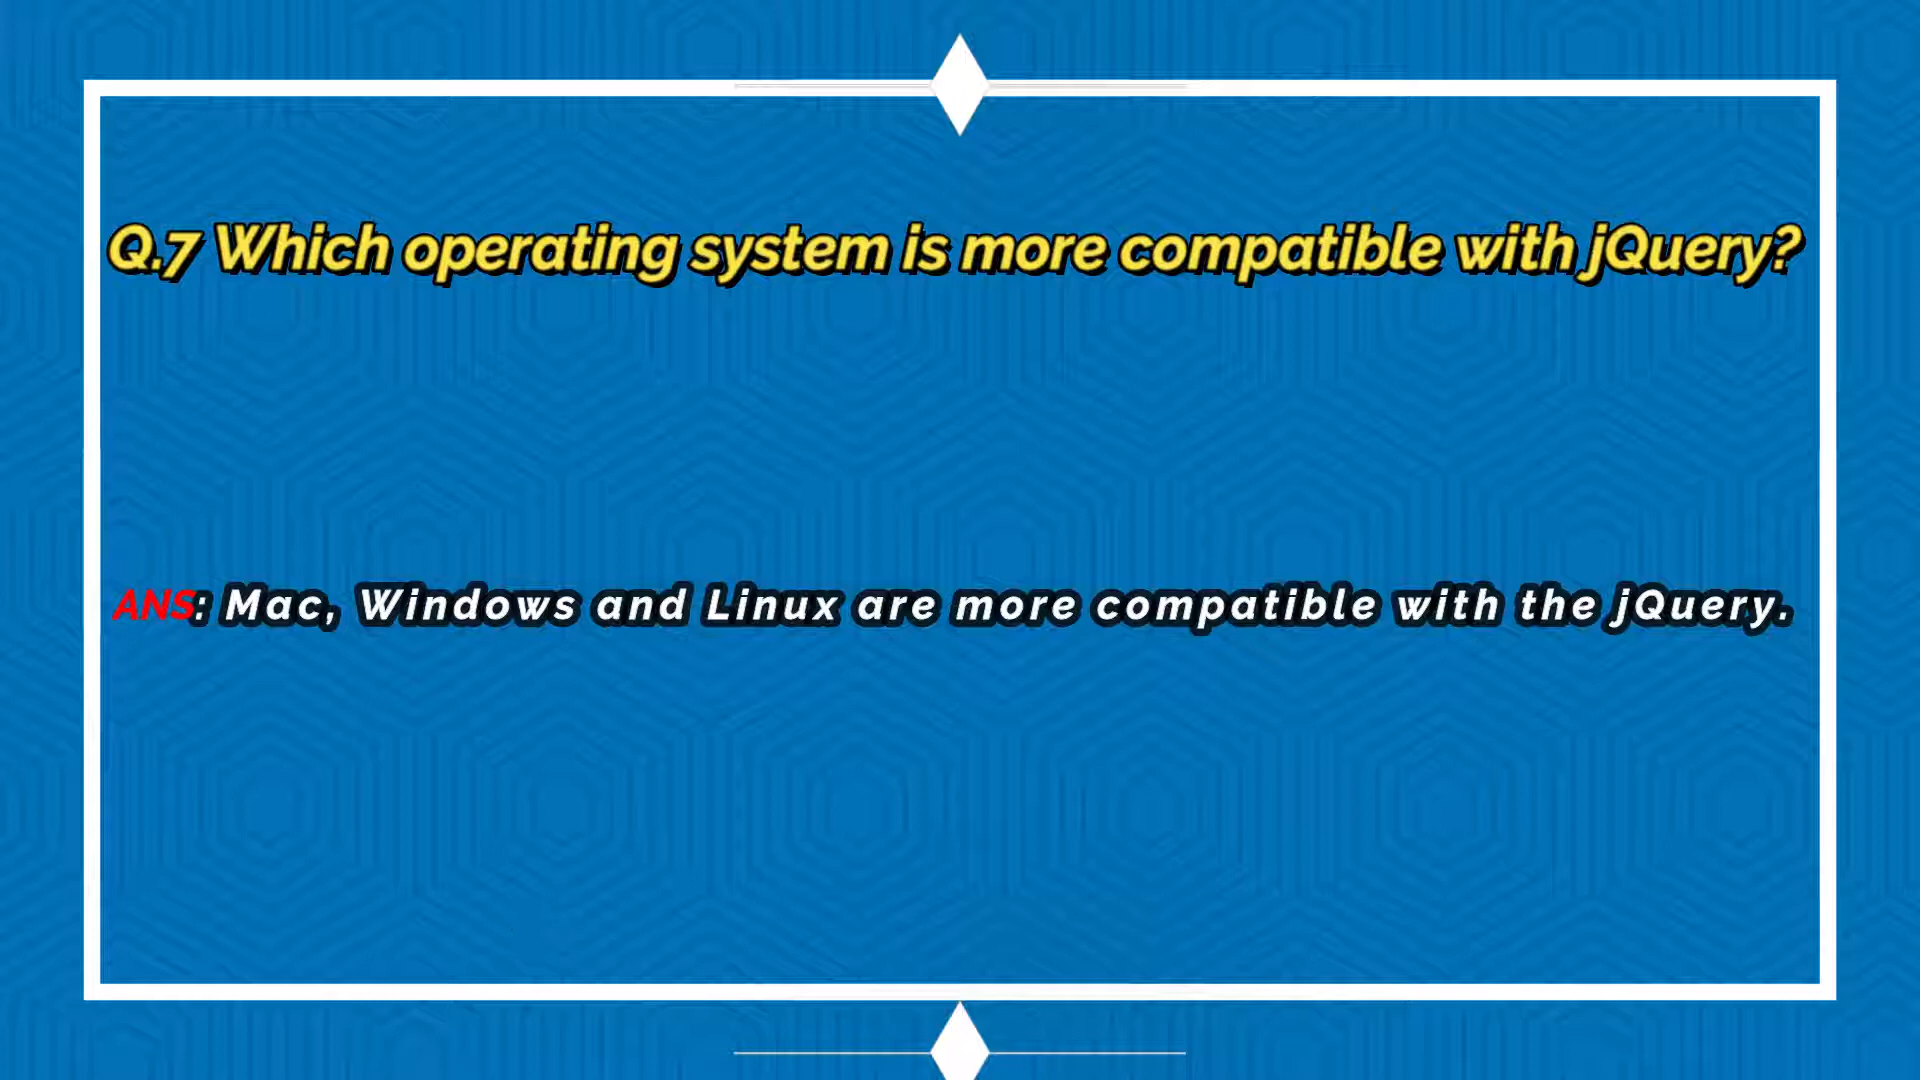 Q.7 Which operating system is more compatible with jQuery?
ANS: Mac, Windows and Linux are more compatible with the jQuery.